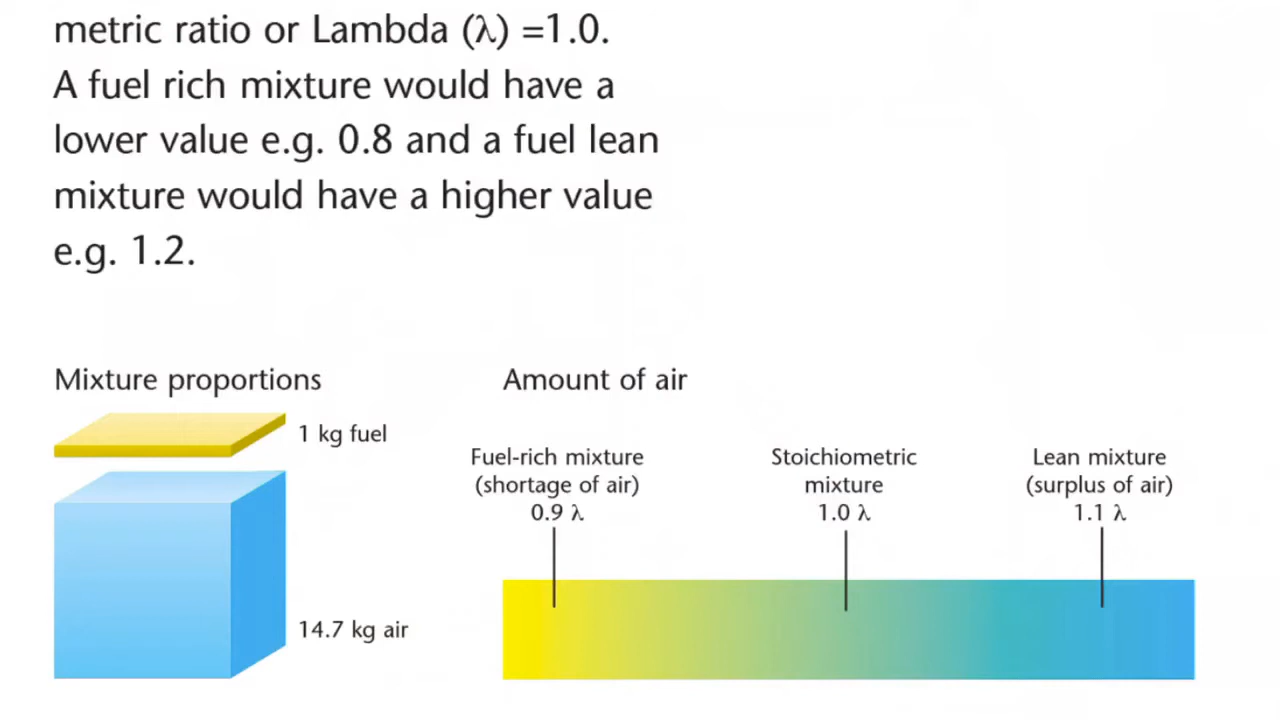 metric ratio or Lambda (λ) =1.0.
A fuel rich mixture would have a
lower value e.g. 0.8 and a fuel lean
mixture would have a higher value
e.g. 1.2.
Mixture proportions
1 kg fuel
14.7 kg air
Amount of air
Fuel-rich mixture
(shortage of air)
0.9 λ
Stoichiometric
mixture
1.0 λ
Lean mixture
(surplus of air)
1.1 λ